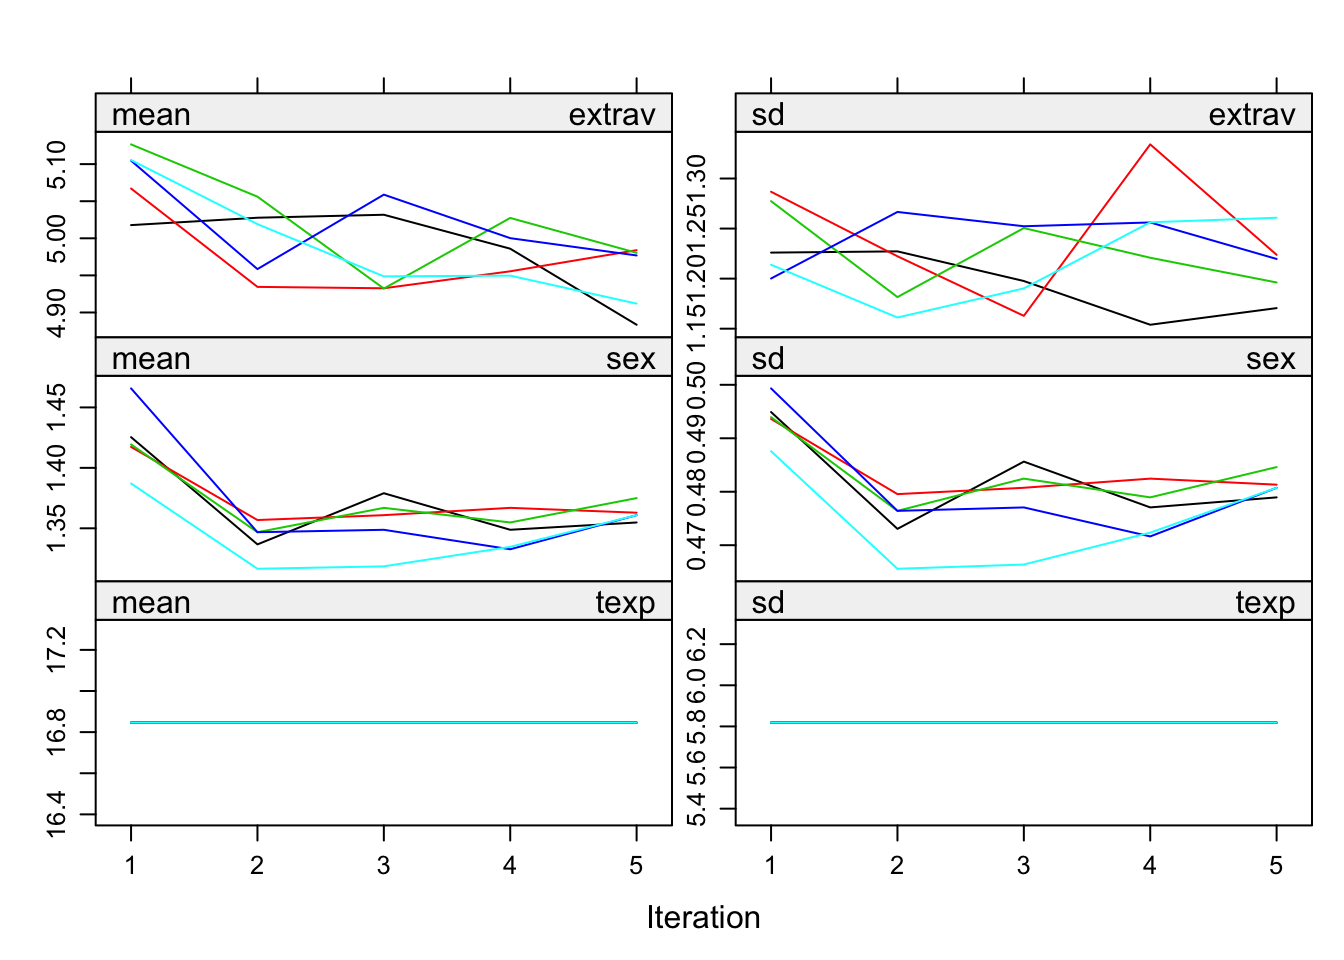 mean extrav
sd extrav
5.10
5.00
4.90
1.30
1.25
1.20
1.15
mean sex
sd sex
1.45
1.40
1.35
0.50
0.49
0.48
0.47
mean texp
sd texp
17.2
16.8
16.4
6.2
6.0
5.8
5.6
5.4
1 2 3 4 5
1 2 3 4 5
Iteration